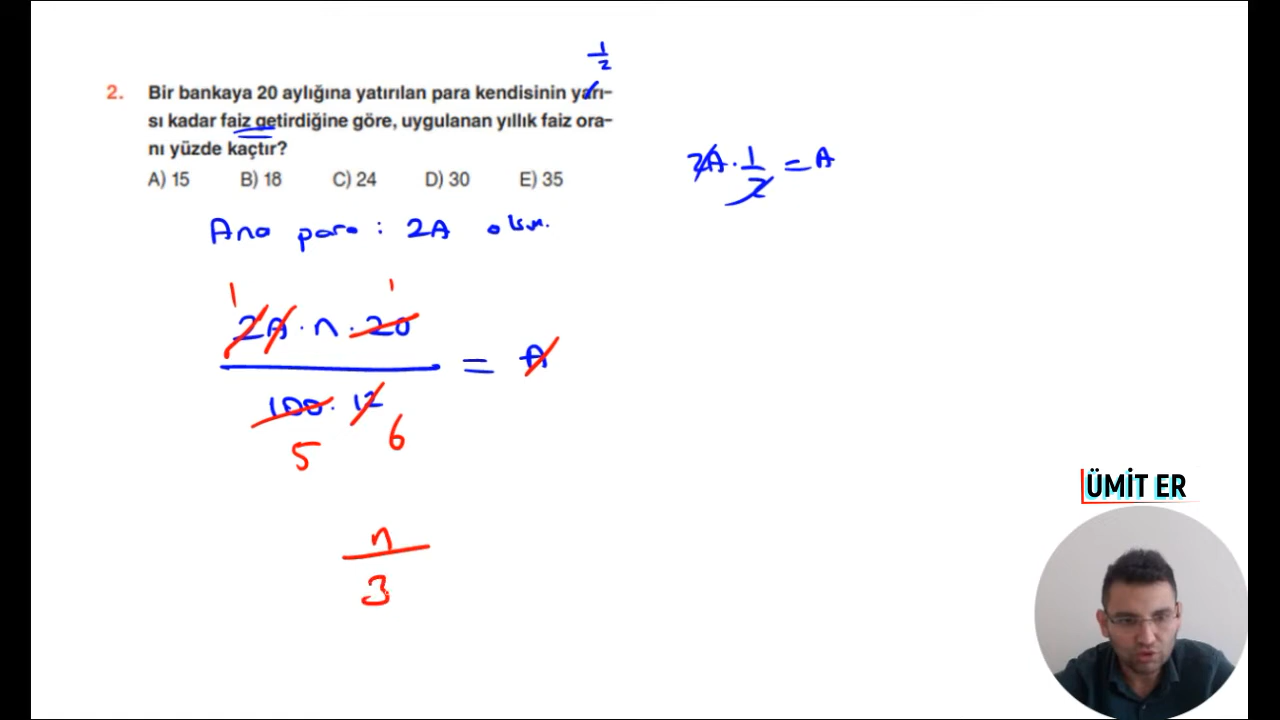 1
2
2. Bir bankaya 20 aylığına yatırılan para kendisinin yarı-
sı kadar faiz getirdiğine göre, uygulanan yıllık faiz ora-
nı yüzde kaçtır?
A) 15 B) 18 C) 24 D) 30 E) 35
2A · 1/2 = A
Ana para : 2A olsun.
1 1
2A · n · 20
= A
100 · 12
5 6
n
3
ÜMİT ER